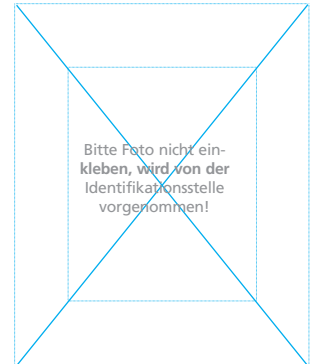 Bitte Foto nicht ein-
kleben, wird von der
Identifikationsstelle
vorgenommen!